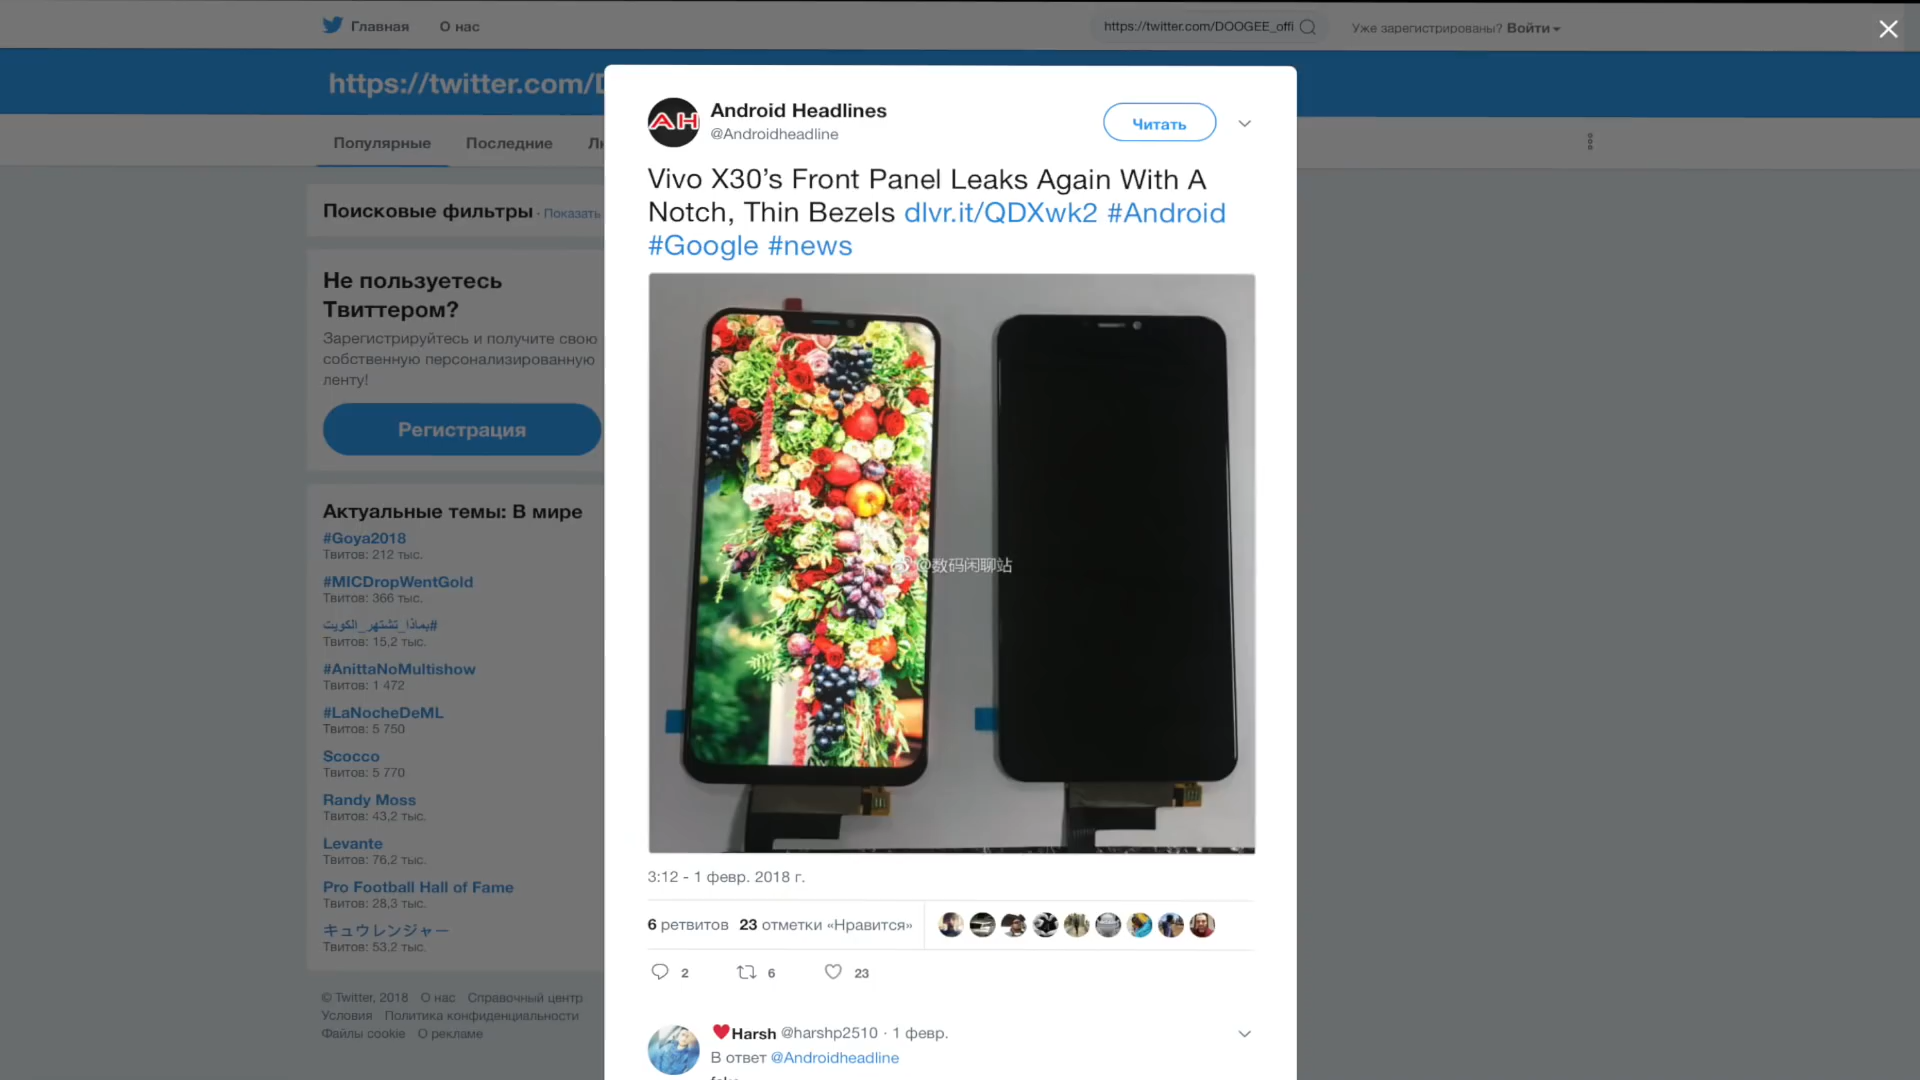 Главная
О нас
https://twitter.com/DOOGEE_offi
Уже зарегистрированы? Войти
https://twitter.com/D
Популярные
Последние
Поисковые фильтры · Показать
Не пользуетесь
Твиттером?
Зарегистрируйтесь и получите свою
собственную персонализированную
ленту!
Регистрация
Актуальные темы: В мире
#Goya2018
Твитов: 212 тыс.
#MICDropWentGold
Твитов: 366 тыс.
#بماذا_تشتهر_الكويت
Твитов: 15,2 тыс.
#AnittaNoMultishow
Твитов: 1 472
#LaNocheDeML
Твитов: 5 750
Scocco
Твитов: 5 770
Randy Moss
Твитов: 43,2 тыс.
Levante
Твитов: 76,2 тыс.
Pro Football Hall of Fame
Твитов: 28,3 тыс.
キュウレンジャー
Твитов: 53,2 тыс.
© Twitter, 2018 О нас Справочный центр
Условия Политика конфиденциальности
Файлы cookie О рекламе
AH
Android Headlines
@Androidheadline
Читать
Vivo X30’s Front Panel Leaks Again With A
Notch, Thin Bezels dlvr.it/QDXwk2 #Android
#Google #news
@数码闲聊站
3:12 - 1 февр. 2018 г.
6 ретвитов 23 отметки «Нравится»
2 6 23
Harsh @harshp2510 · 1 февр.
В ответ @Androidheadline